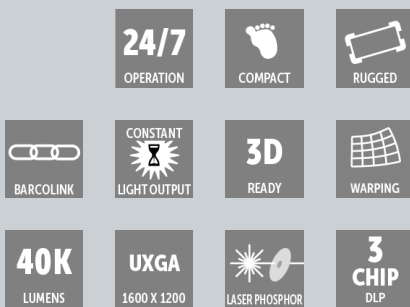 24/7
OPERATION
COMPACT
RUGGED
BARCOLINK
CONSTANT
LIGHT OUTPUT
3D
READY
WARPING
40K
LUMENS
UXGA
1600 X 1200
LASER PHOSPHOR
3
CHIP
DLP